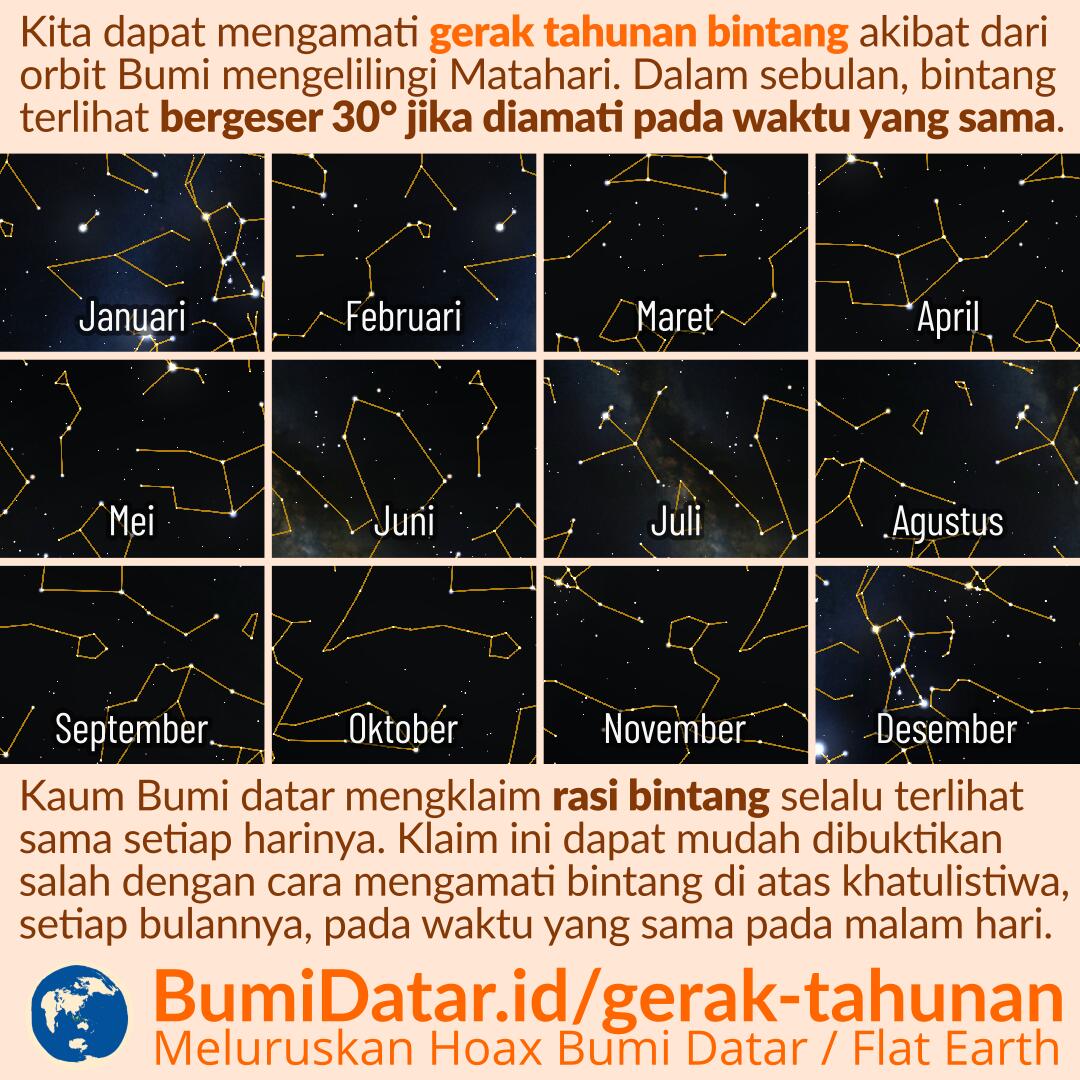 Kita dapat mengamati gerak tahunan bintang akibat dari
orbit Bumi mengelilingi Matahari. Dalam sebulan, bintang
terlihat bergeser 30° jika diamati pada waktu yang sama.
Januari
Februari
Maret
April
Mei
Juni
Juli
Agustus
September
Oktober
November
Desember
Kaum Bumi datar mengklaim rasi bintang selalu terlihat
sama setiap harinya. Klaim ini dapat mudah dibuktikan
salah dengan cara mengamati bintang di atas khatulistiwa,
setiap bulannya, pada waktu yang sama pada malam hari.
BumiDatar.id/gerak-tahunan
Meluruskan Hoax Bumi Datar / Flat Earth